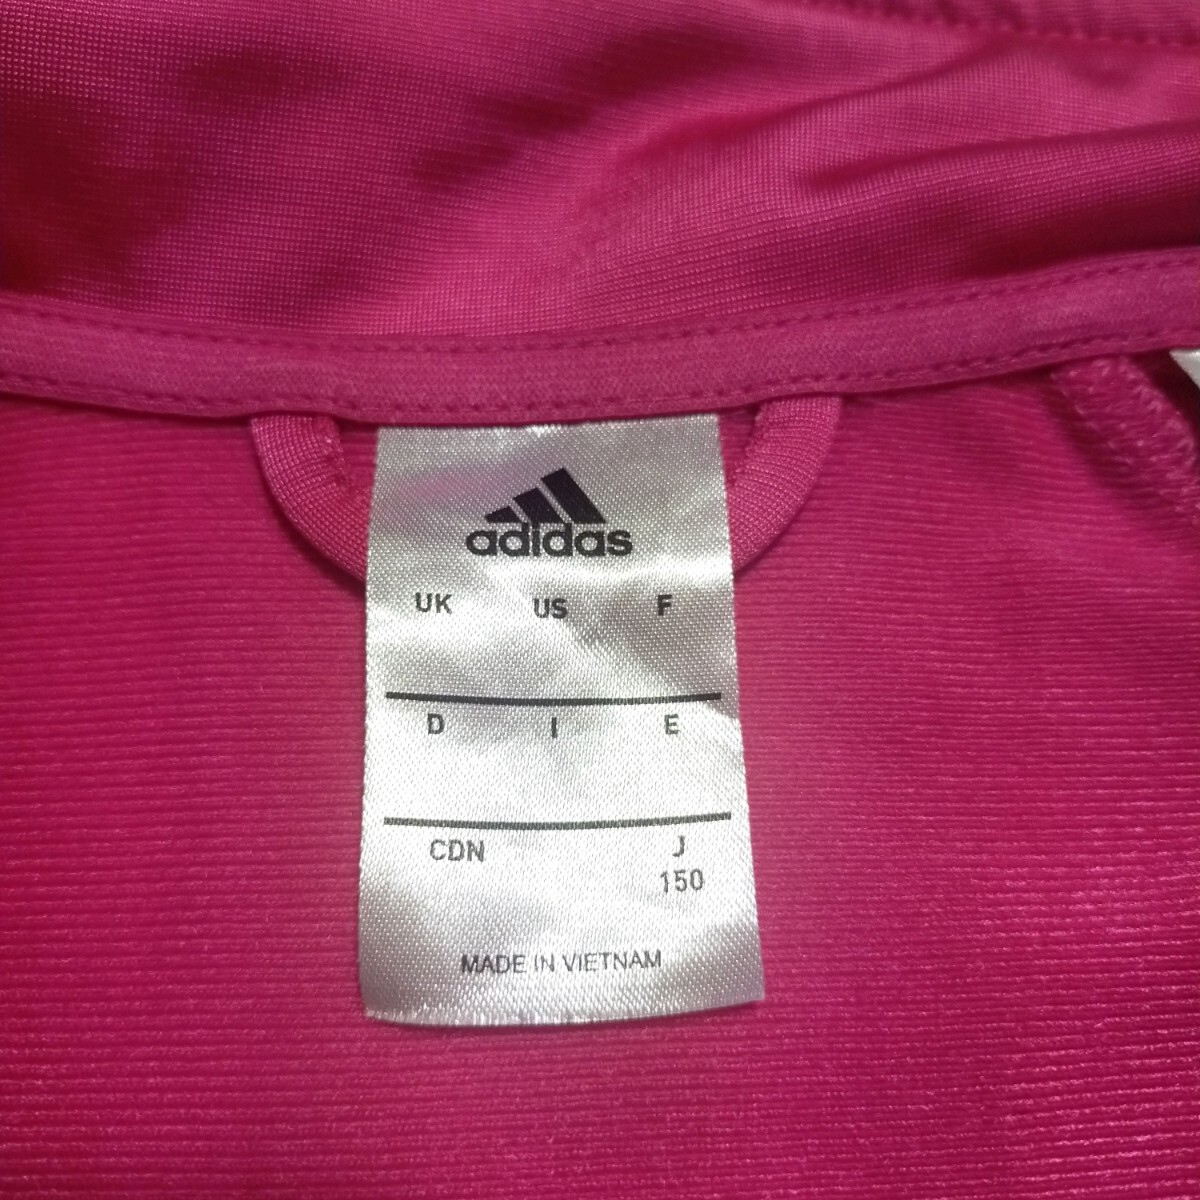 adidas
UK US F
D I E
CDN J
150
MADE IN VIETNAM